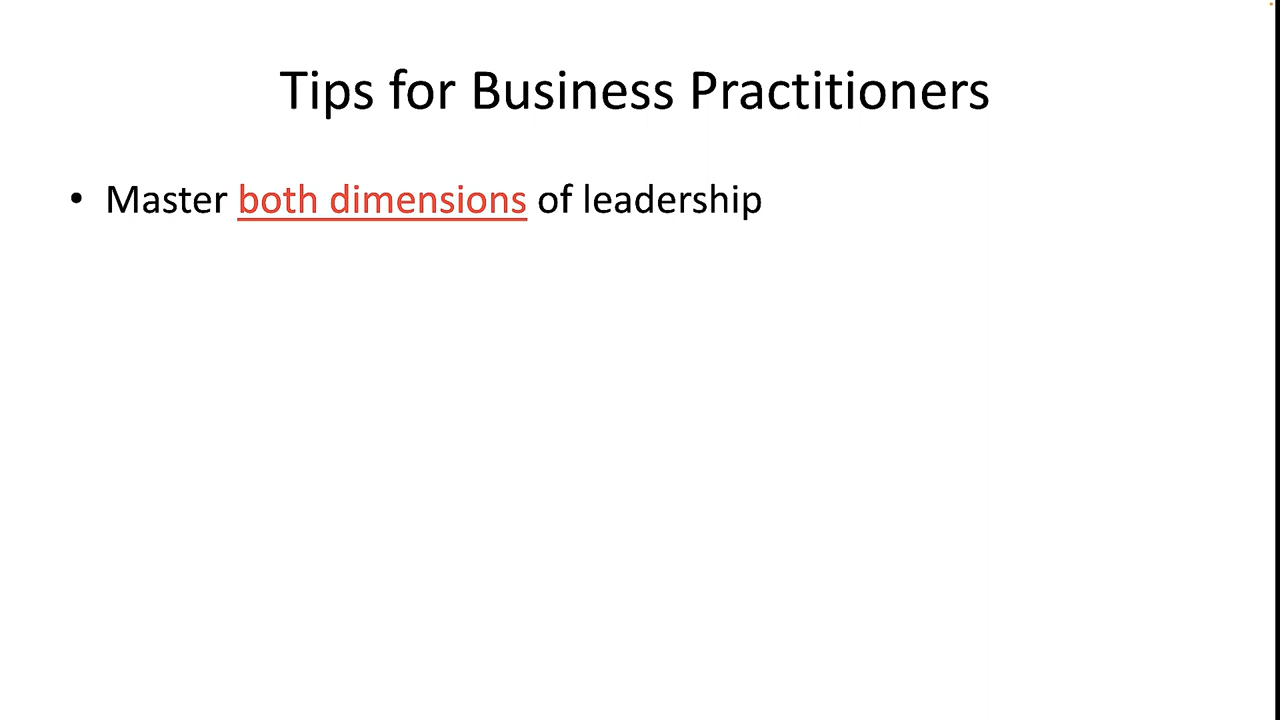 Tips for Business Practitioners
• Master both dimensions of leadership